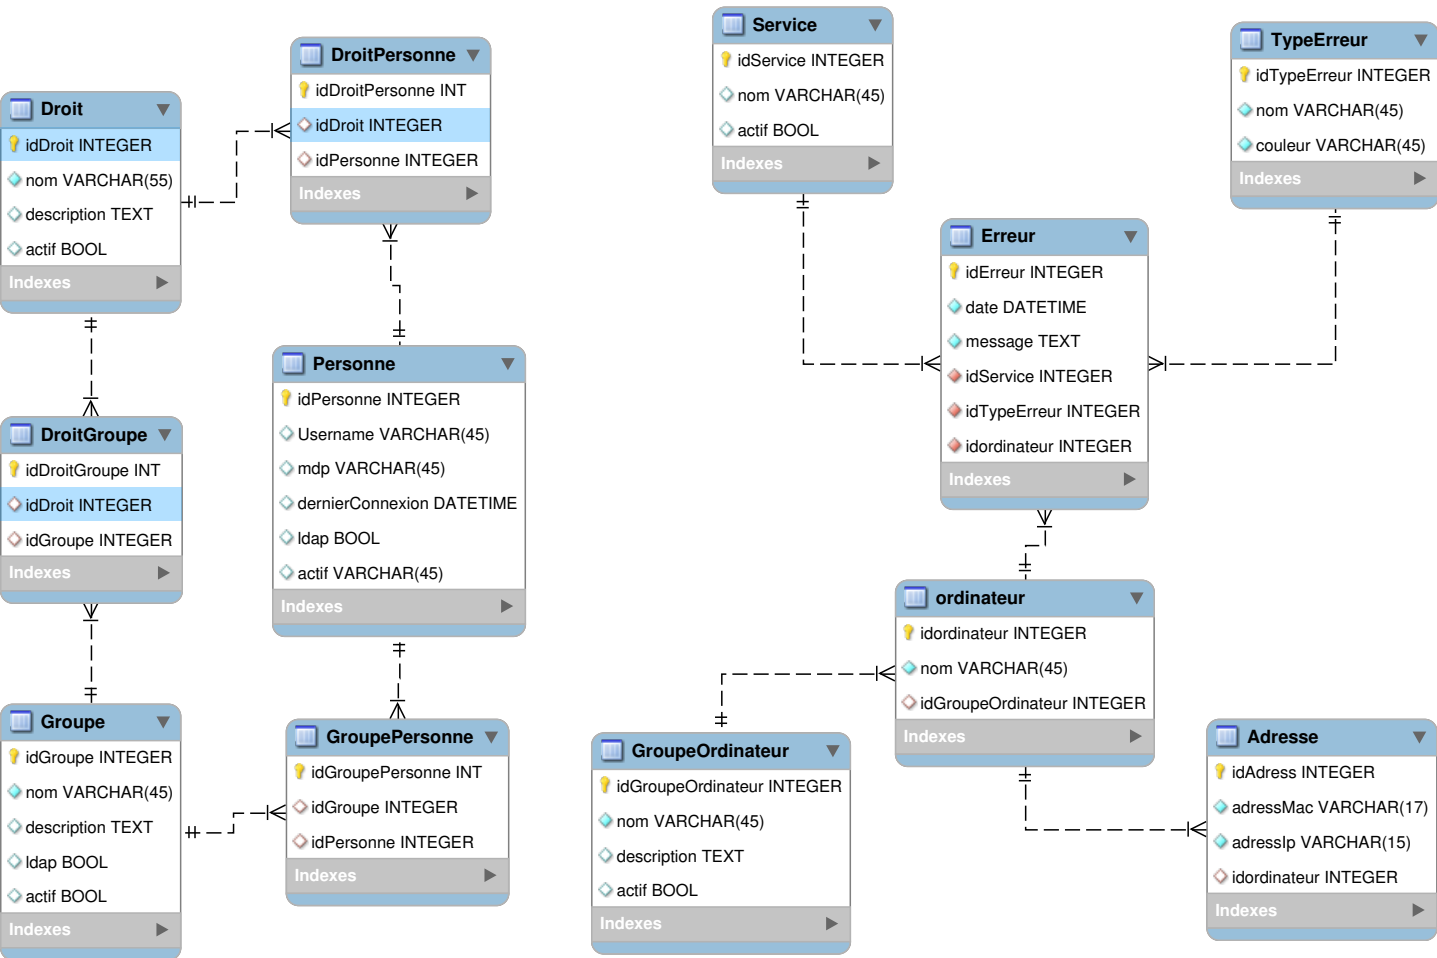 Droit
idDroit INTEGER
nom VARCHAR(55)
description TEXT
actif BOOL
Indexes
DroitPersonne
idDroitPersonne INT
idDroit INTEGER
idPersonne INTEGER
Indexes
DroitGroupe
idDroitGroupe INT
idDroit INTEGER
idGroupe INTEGER
Indexes
Personne
idPersonne INTEGER
Username VARCHAR(45)
mdp VARCHAR(45)
dernierConnexion DATETIME
ldap BOOL
actif VARCHAR(45)
Indexes
Groupe
idGroupe INTEGER
nom VARCHAR(45)
description TEXT
ldap BOOL
actif BOOL
Indexes
GroupePersonne
idGroupePersonne INT
idGroupe INTEGER
idPersonne INTEGER
Indexes
Service
idService INTEGER
nom VARCHAR(45)
actif BOOL
Indexes
TypeErreur
idTypeErreur INTEGER
nom VARCHAR(45)
couleur VARCHAR(45)
Indexes
Erreur
idErreur INTEGER
date DATETIME
message TEXT
idService INTEGER
idTypeErreur INTEGER
idordinateur INTEGER
Indexes
ordinateur
idordinateur INTEGER
nom VARCHAR(45)
idGroupeOrdinateur INTEGER
Indexes
GroupeOrdinateur
idGroupeOrdinateur INTEGER
nom VARCHAR(45)
description TEXT
actif BOOL
Indexes
Adresse
idAdress INTEGER
adressMac VARCHAR(17)
adressIp VARCHAR(15)
idordinateur INTEGER
Indexes